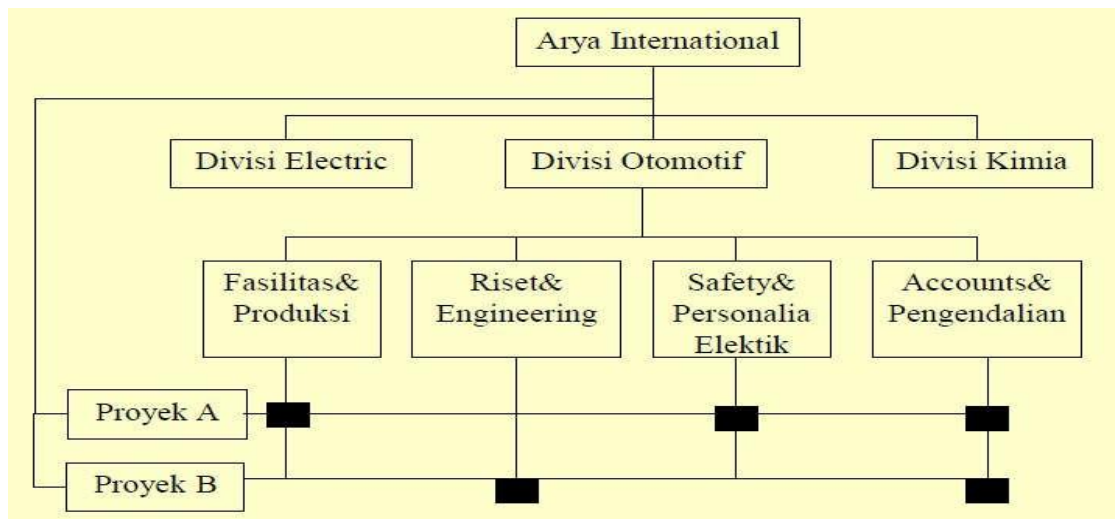 Arya International
Divisi Electric
Divisi Otomotif
Divisi Kimia
Fasilitas&
Produksi
Riset&
Engineering
Safety&
Personalia
Elektik
Accounts&
Pengendalian
Proyek A
Proyek B